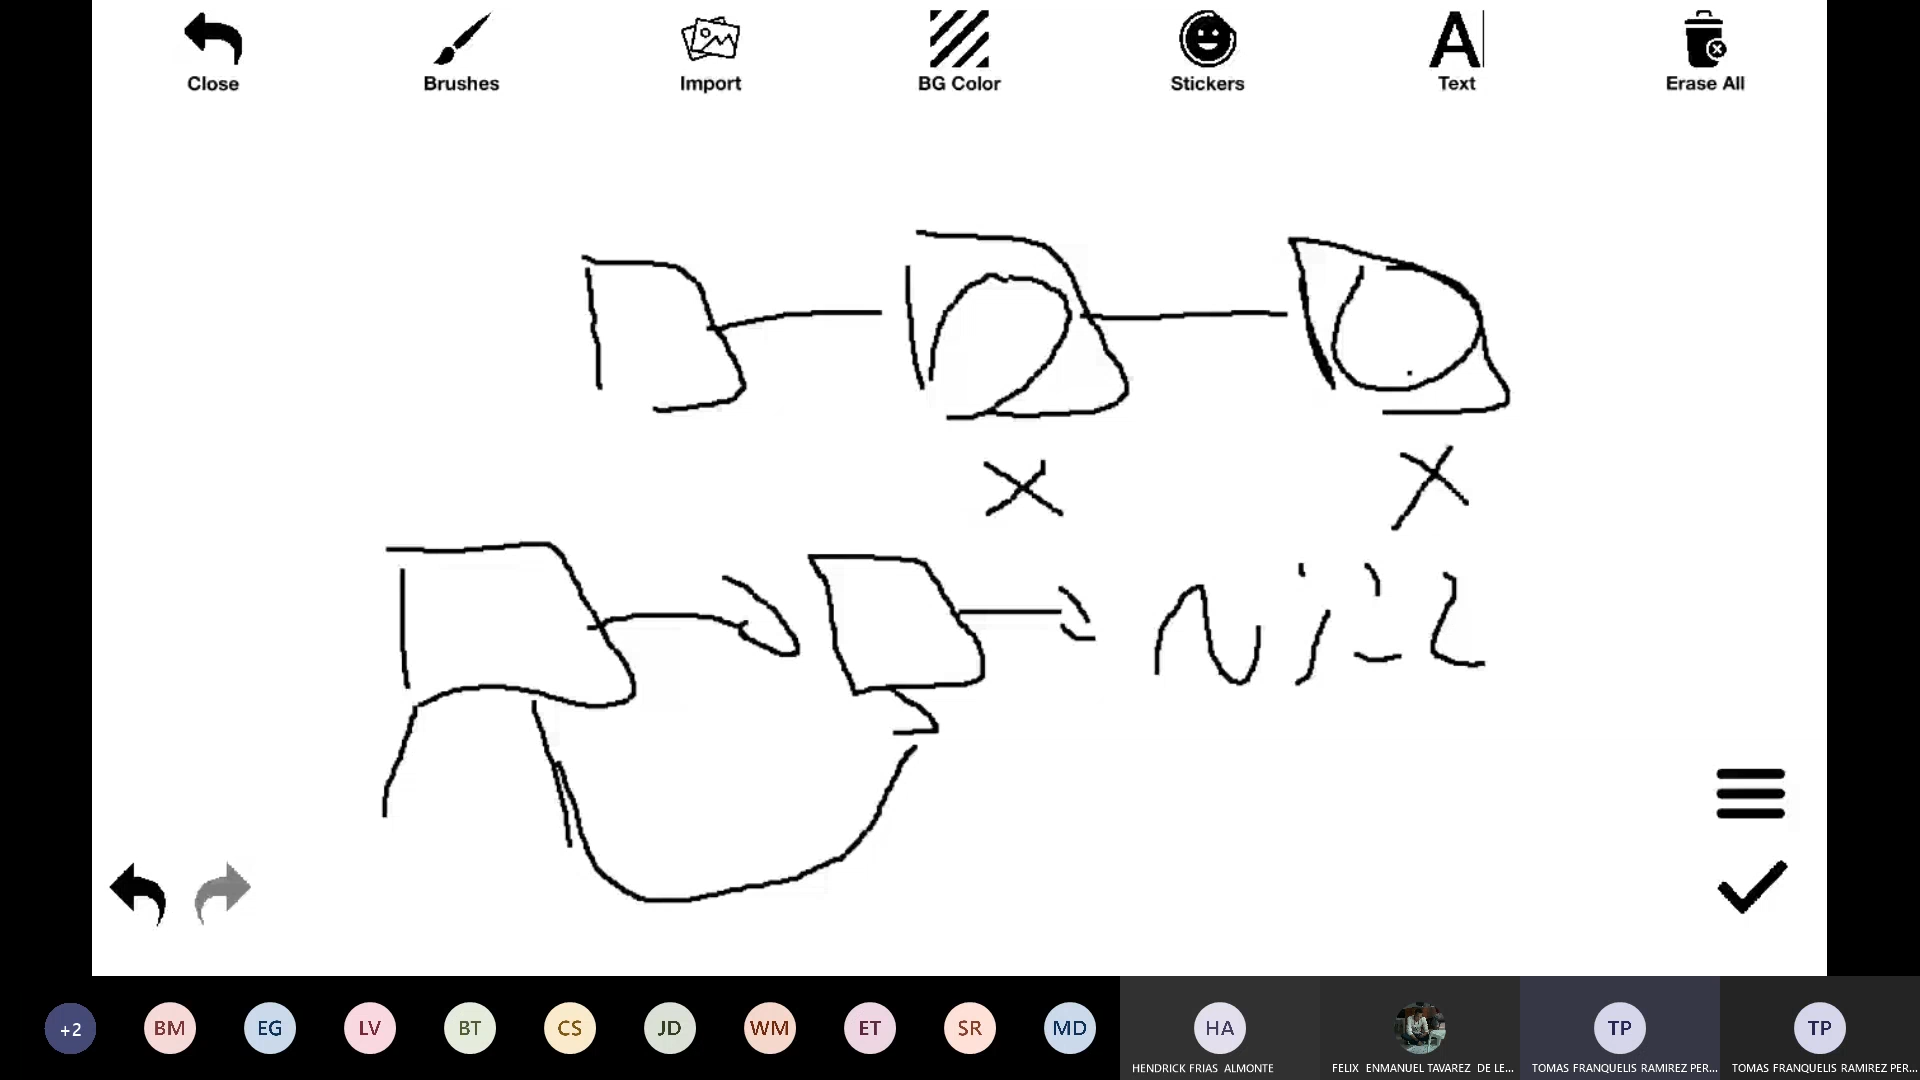 Close Brushes Import BG Color Stickers Text Erase All
X X
+2 BM EG LV BT CS JD WM ET SR MD HA TP TP
HENDRICK FRIAS ALMONTE FELIX ENMANUEL TAVAREZ DE LE... TOMAS FRANQUELIS RAMIREZ PER... TOMAS FRANQUELIS RAMIREZ PER...